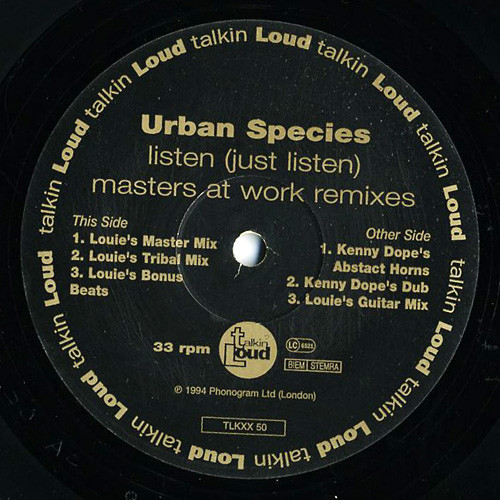 talkin Loud talkin Loud talkin Loud talkin Loud talkin Loud talkin Loud talkin Loud talkin Loud
Urban Species
listen (just listen)
masters at work remixes
This Side
1. Louie's Master Mix
2. Louie's Tribal Mix
3. Louie's Bonus
Beats
Other Side
1. Kenny Dope's
Abstact Horns
2. Kenny Dope's Dub
3. Louie's Guitar Mix
33 rpm
talkin
Loud
LC 6521
BIEM STEMRA
℗ 1994 Phonogram Ltd (London)
TLKXX 50